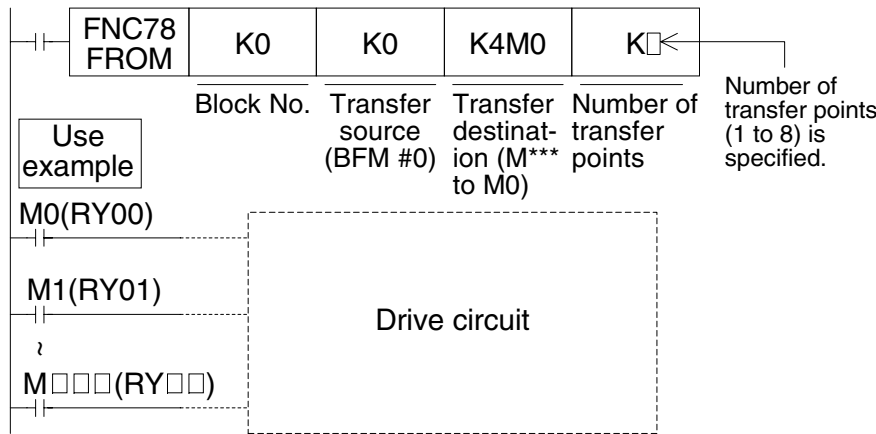 FNC78
FROM
K0
K0
K4M0
K□
Block No.
Transfer
source
(BFM #0)
Transfer
destinat-
ion (M***
to M0)
Number of
transfer
points
Number of
transfer points
(1 to 8) is
specified.
Use
example
M0(RY00)
M1(RY01)
~
M□□□(RY□□)
Drive circuit